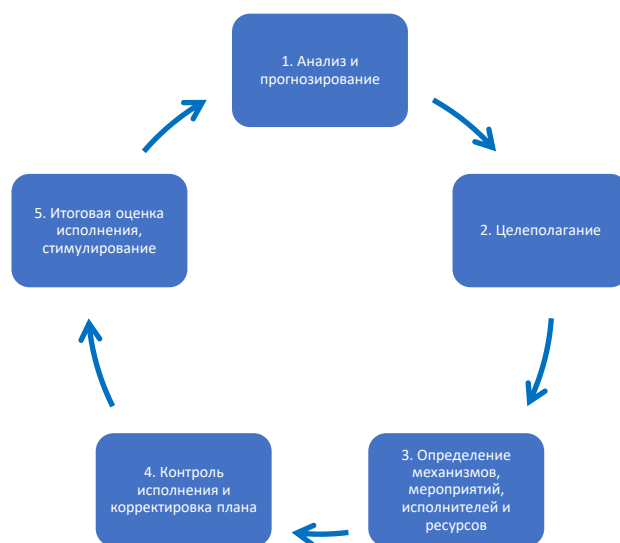 1. Анализ и
прогнозирование
2. Целеполагание
3. Определение
механизмов,
мероприятий,
исполнителей и
ресурсов
4. Контроль
исполнения и
корректировка плана
5. Итоговая оценка
исполнения,
стимулирование